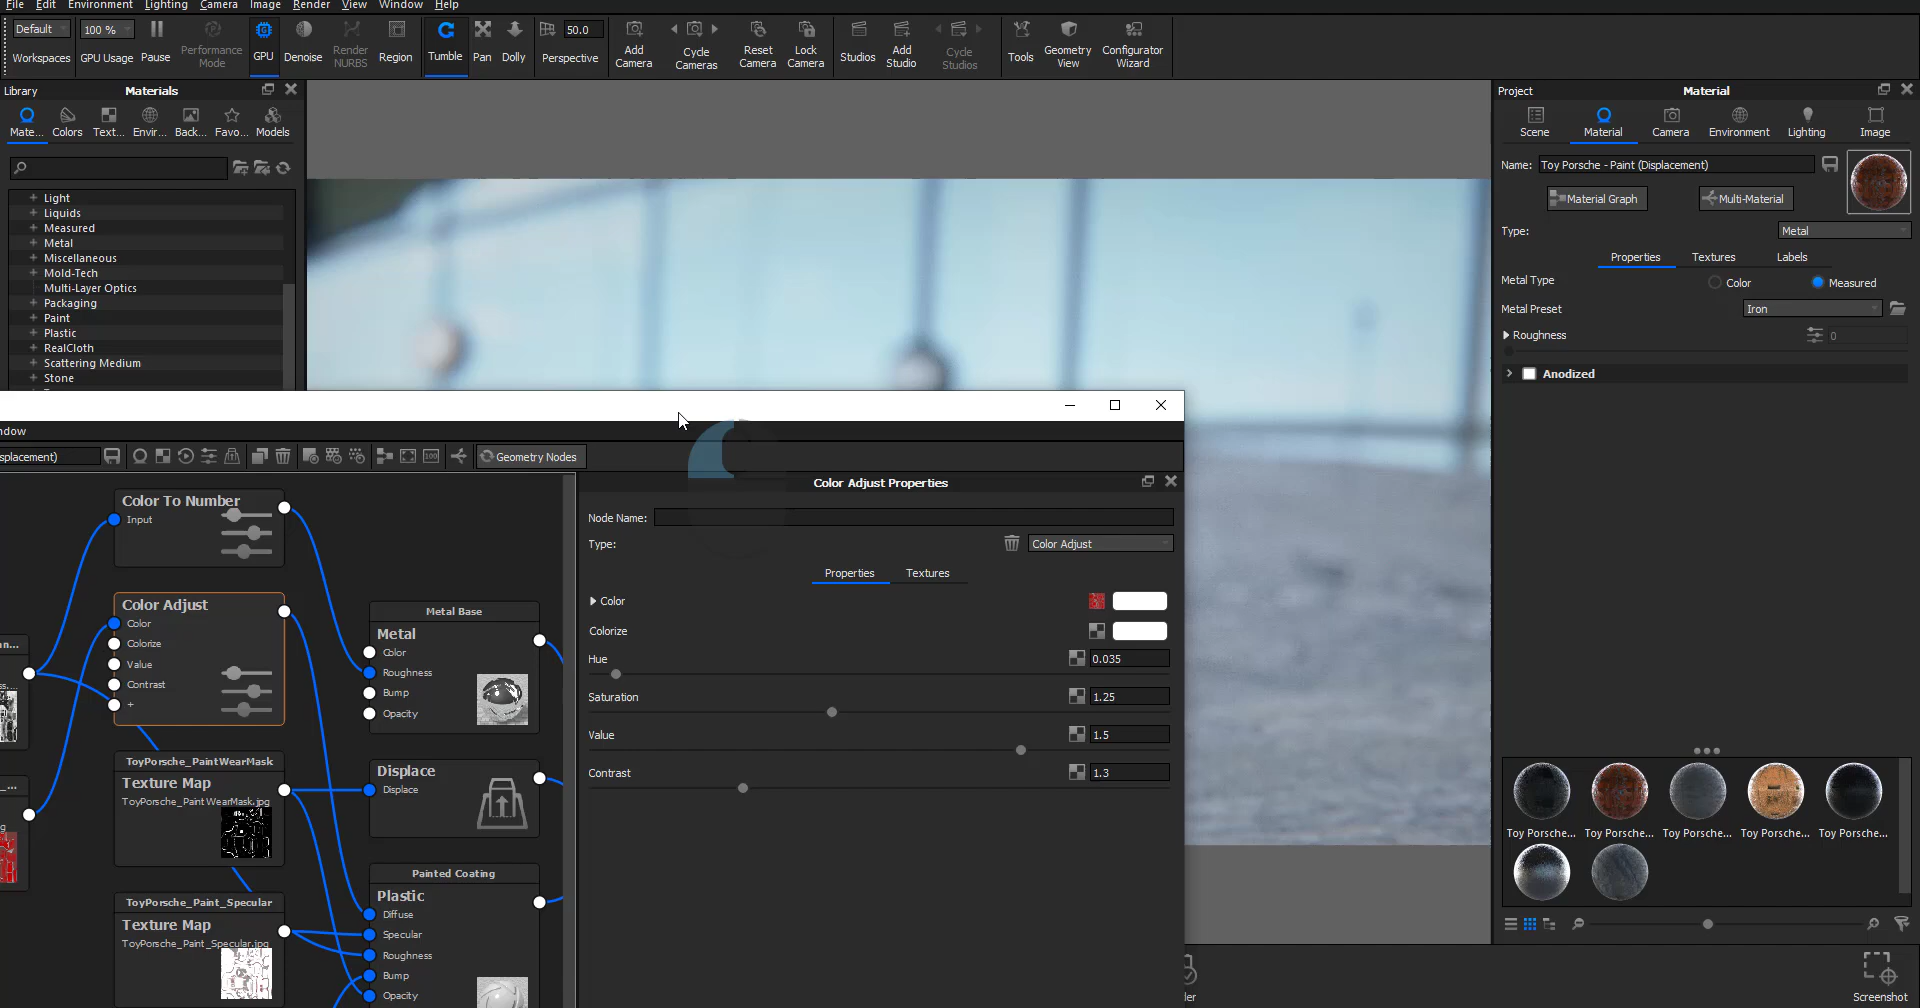 File Edit Environment Lighting Camera Image Render View Window Help
Default 100 % 50.0
Workspaces GPU Usage Pause Performance Mode GPU Denoise Render NURBS Region Tumble Pan Dolly Perspective Add Camera Cycle Cameras Reset Camera Lock Camera Studios Add Studio Cycle Studios Tools Geometry View Configurator Wizard
Library Materials
Mate... Colors Text... Envir... Back... Favo... Models
Light
Liquids
Measured
Metal
Miscellaneous
Mold-Tech
Multi-Layer Optics
Packaging
Paint
Plastic
RealCloth
Scattering Medium
Stone
Project Material
Scene Material Camera Environment Lighting Image
Name: Toy Porsche - Paint (Displacement)
Material Graph Multi-Material
Type: Metal
Properties Textures Labels
Metal Type Color Measured
Metal Preset Iron
Roughness 0
Anodized
ndow
splacement) 100 Geometry Nodes
Color To Number
Input
Color Adjust
Color
Colorize
Value
Contrast
+
an...
s...
_...
g
ToyPorsche_PaintWearMask
Texture Map
ToyPorsche_PaintWearMask.jpg
ToyPorsche_Paint_Specular
Texture Map
ToyPorsche_Paint_Specular.jpg
Metal Base
Metal
Color
Roughness
Bump
Opacity
Displace
Displace
Painted Coating
Plastic
Diffuse
Specular
Roughness
Bump
Opacity
Color Adjust Properties
Node Name:
Type: Color Adjust
Properties Textures
Color
Colorize
Hue 0.035
Saturation 1.25
Value 1.5
Contrast 1.3
Toy Porsche... Toy Porsche... Toy Porsche... Toy Porsche... Toy Porsche...
ler
Screenshot